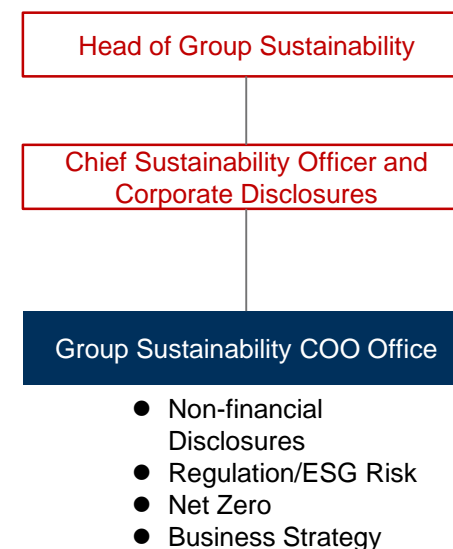 Head of Group Sustainability
Chief Sustainability Officer and
Corporate Disclosures
Group Sustainability COO Office
● Non-financial
Disclosures
● Regulation/ESG Risk
● Net Zero
● Business Strategy